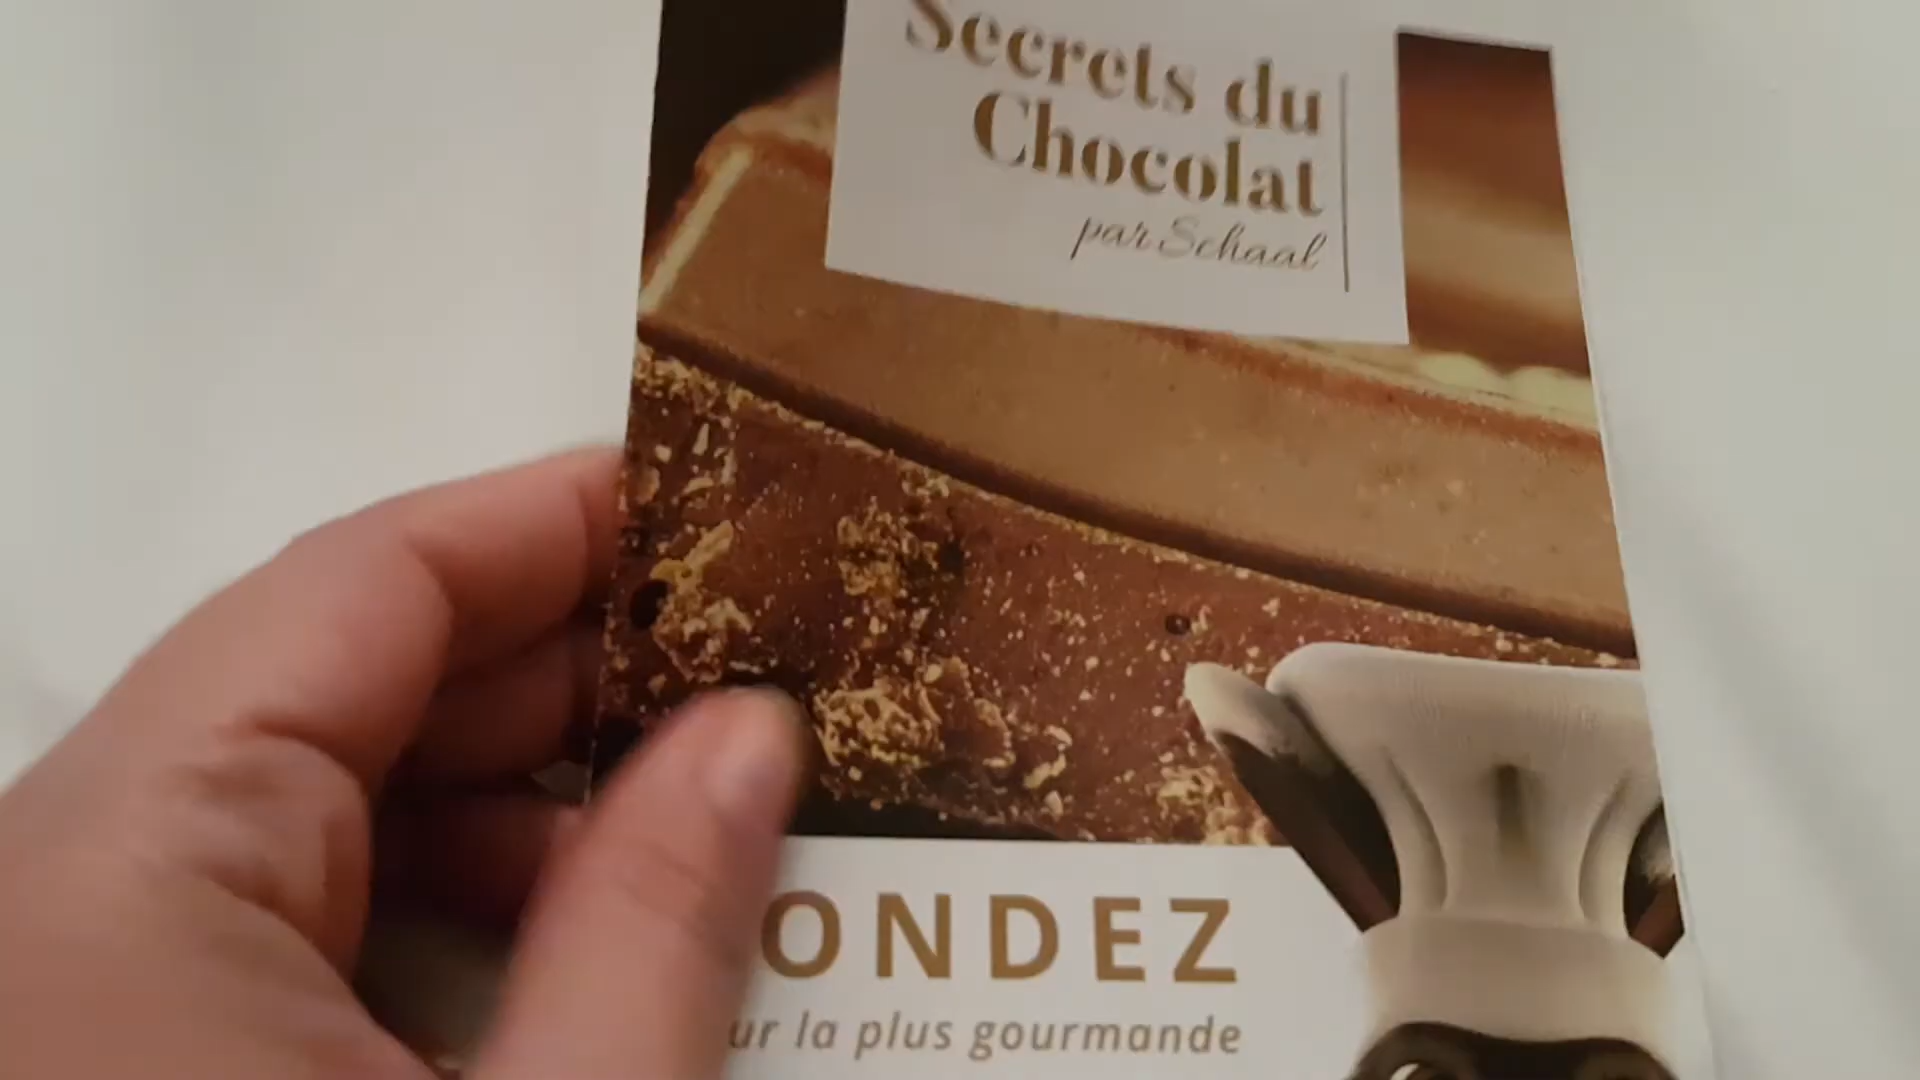 Secrets du
Chocolat
par Schaal
ONDEZ
ur la plus gourmande